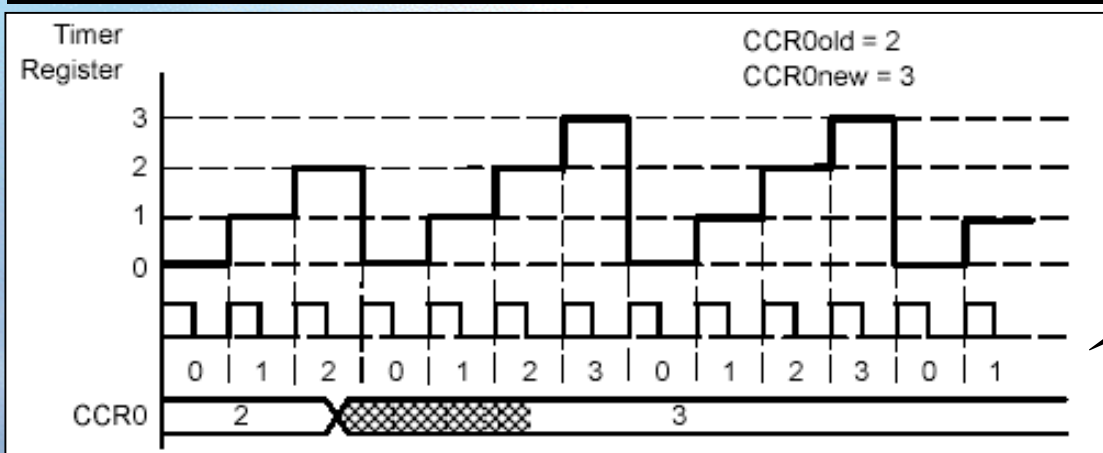 Timer
Register
CCR0old = 2
CCR0new = 3
3
2
1
0
0 1 2 0 1 2 3 0 1 2 3 0 1
CCR0 2 3